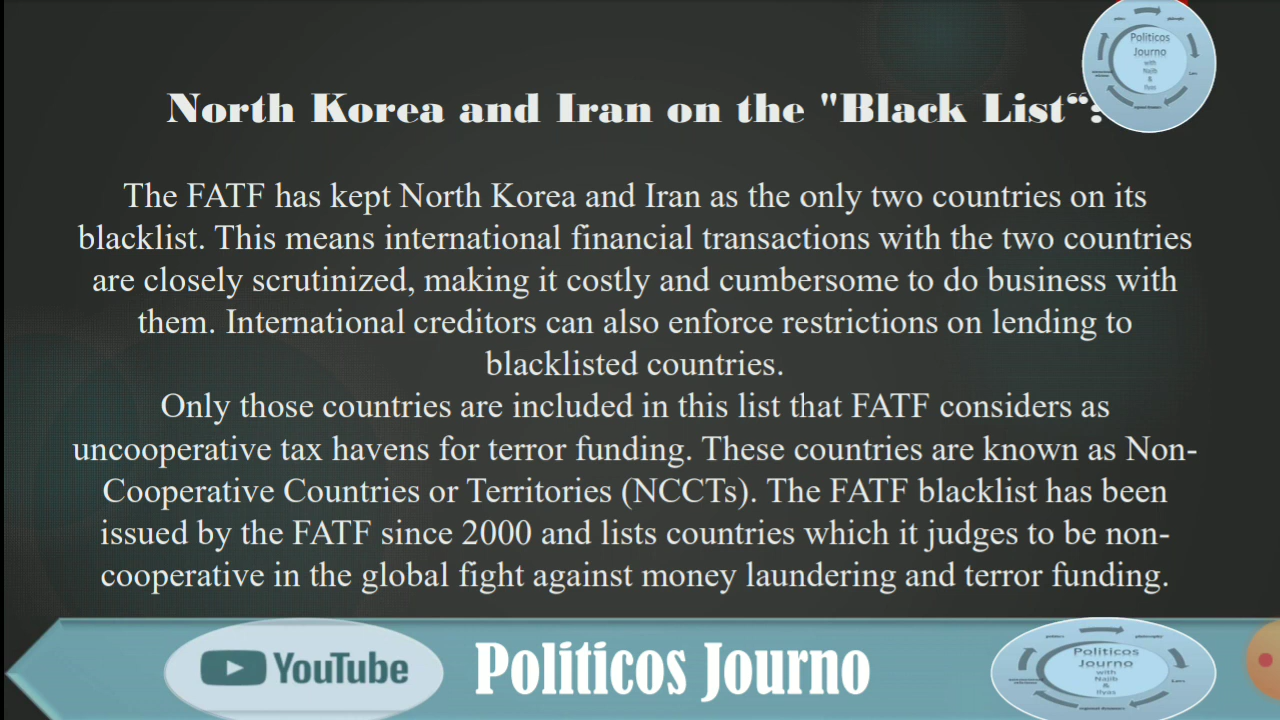 North Korea and Iran on the "Black List“:
Politicos
Journo
with
Najib
&
Ilyas
The FATF has kept North Korea and Iran as the only two countries on its
blacklist. This means international financial transactions with the two countries
are closely scrutinized, making it costly and cumbersome to do business with
them. International creditors can also enforce restrictions on lending to
blacklisted countries.
Only those countries are included in this list that FATF considers as
uncooperative tax havens for terror funding. These countries are known as Non-
Cooperative Countries or Territories (NCCTs). The FATF blacklist has been
issued by the FATF since 2000 and lists countries which it judges to be non-
cooperative in the global fight against money laundering and terror funding.
YouTube
Politicos Journo
Politicos
Journo
with
Najib
&
Ilyas